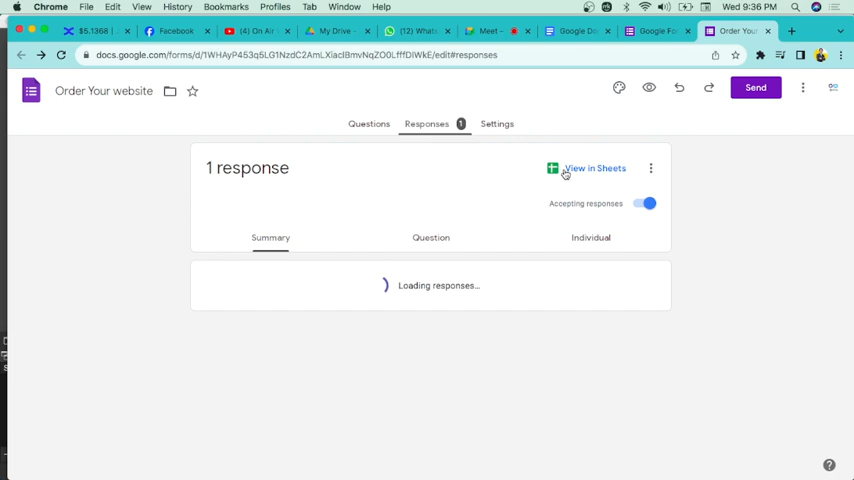 Chrome File Edit View History Bookmarks Profiles Tab Window Help Wed 9:36 PM
$5.1368 | Facebook (4) On Air My Drive - (12) Whats Meet – Google Do Google For Order You
docs.google.com/forms/d/1WHAyP453q5LG1NzdC2AmLXiaclBmvNqZO0LfffDIWkE/edit#responses
Order Your website
Send
Questions Responses 1 Settings
1 response
View in Sheets
Accepting responses
Summary Question Individual
Loading responses...